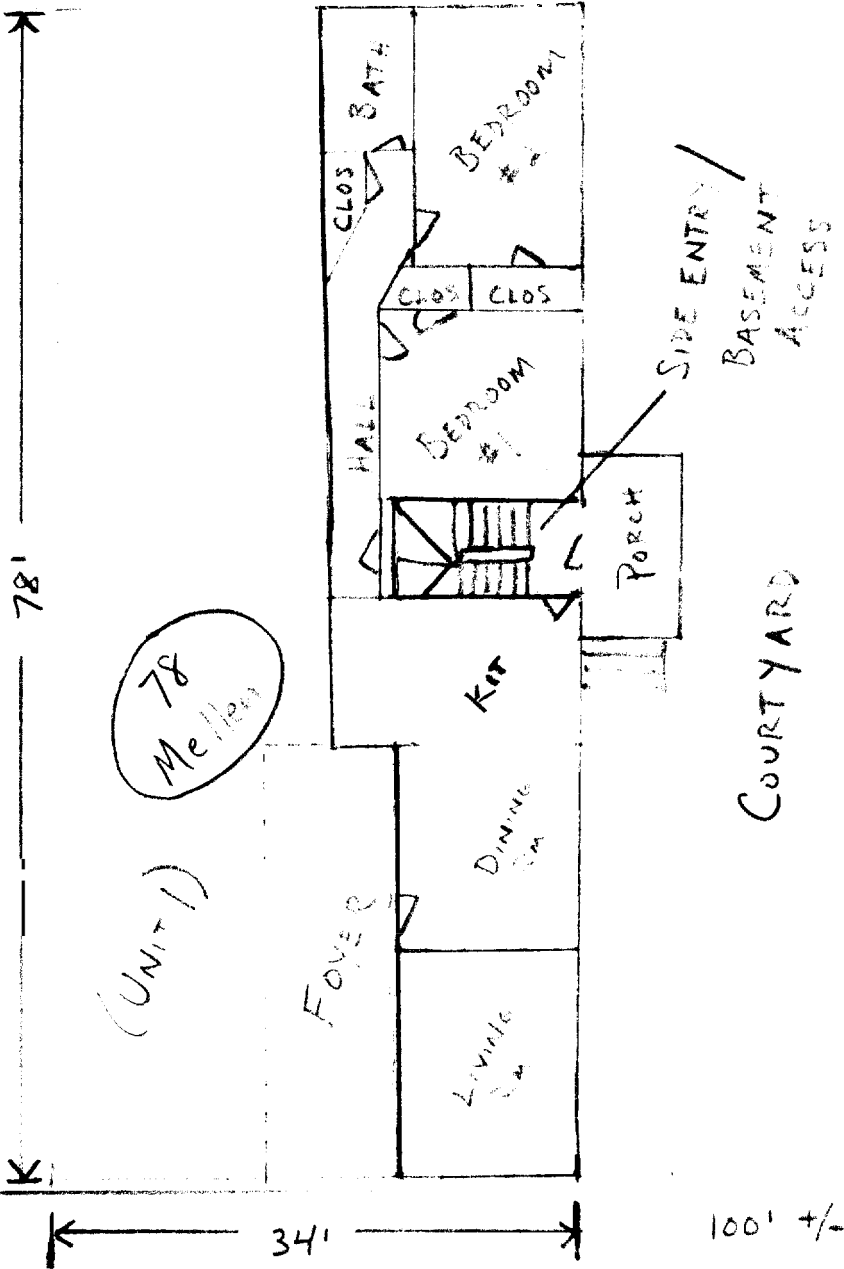 BATH
BEDROOM
#2
CLOS
CLOS
CLOS
SIDE ENTRY/
BASEMENT
ACCESS
HALL
BEDROOM
#1
PORCH
78'
78
Mellen
KIT
COURTYARD
DINING
Rm
(UNIT 1)
FOYER
LIVING
Rm
34'
100' +/-